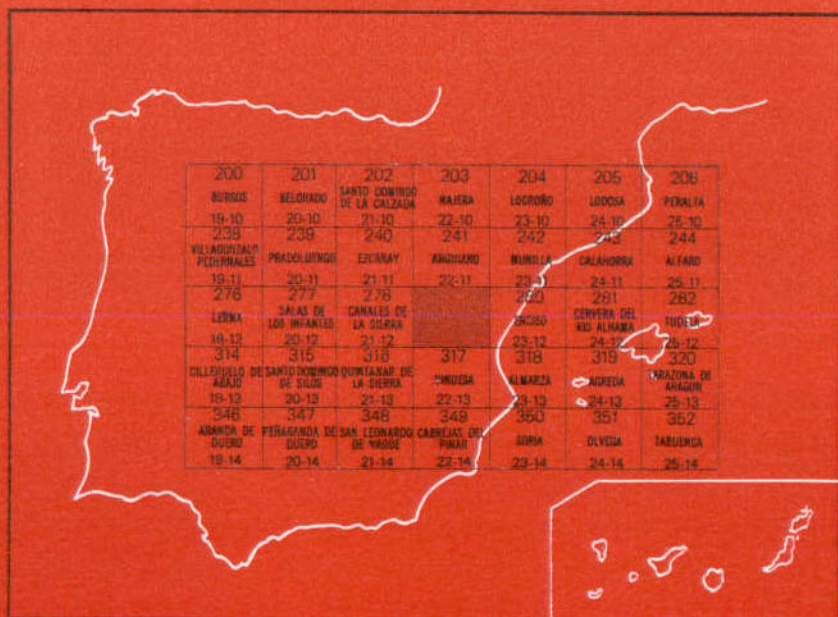 200 201 202 203 204 205 206
BURGOS BELORADO SANTO DOMINGO DE LA CALZADA NAJERA LOGROÑO LODOSA PERALTA
19-10 20-10 21-10 22-10 23-10 24-10 25-10
238 239 240 241 242 243 244
VILLAGONZALO PEDERNALES PRADOLUENGO EZCARAY ANGUIANO MUNILLA CALAHORRA ALFARO
19-11 20-11 21-11 22-11 23-11 24-11 25-11
276 277 278 280 281 282
LERMA SALAS DE LOS INFANTES CANALES DE LA SIERRA ENCISO CERVERA DEL RIO ALHAMA TUDELA
19-12 20-12 21-12 23-12 24-12 25-12
314 315 316 317 318 319 320
CILLERUELO DE ABAJO SANTO DOMINGO DE SILOS QUINTANAR DE LA SIERRA ALMARZA AGREDA TARAZONA DE ARAGON
19-13 20-13 21-13 22-13 23-13 24-13 25-13
346 347 348 349 350 351 352
ARANDA DE DUERO PEÑARANDA DE DUERO SAN LEONARDO DE YAGÜE CABREJAS DEL PINAR SORIA OLVEGA TABUENCA
19-14 20-14 21-14 22-14 23-14 24-14 25-14